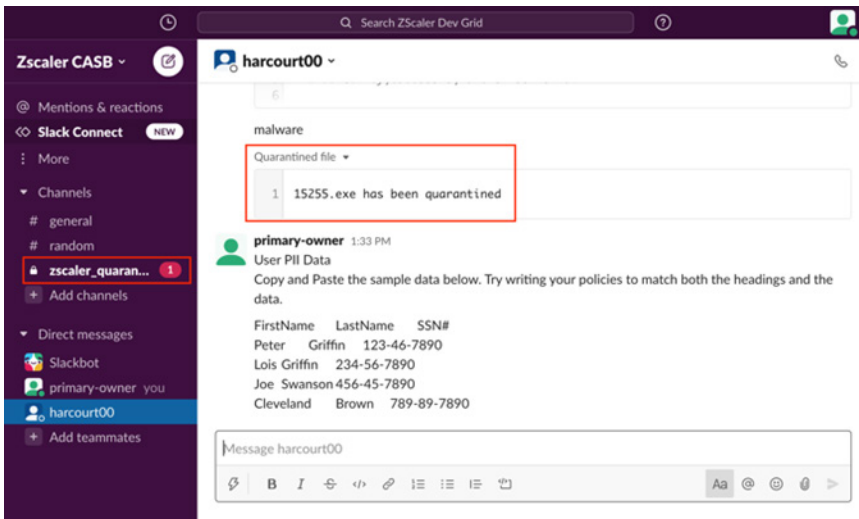 Search ZScaler Dev Grid
Zscaler CASB
Mentions & reactions
Slack Connect NEW
More
Channels
# general
# random
zscaler_quaran... 1
+ Add channels
Direct messages
Slackbot
primary-owner you
harcourt00
+ Add teammates
harcourt00
6
malware
Quarantined file
1 15255.exe has been quarantined
primary-owner 1:33 PM
User PII Data
Copy and Paste the sample data below. Try writing your policies to match both the headings and the
data.
FirstName LastName SSN#
Peter Griffin 123-46-7890
Lois Griffin 234-56-7890
Joe Swanson 456-45-7890
Cleveland Brown 789-89-7890
Message harcourt00
B I S </> Aa @